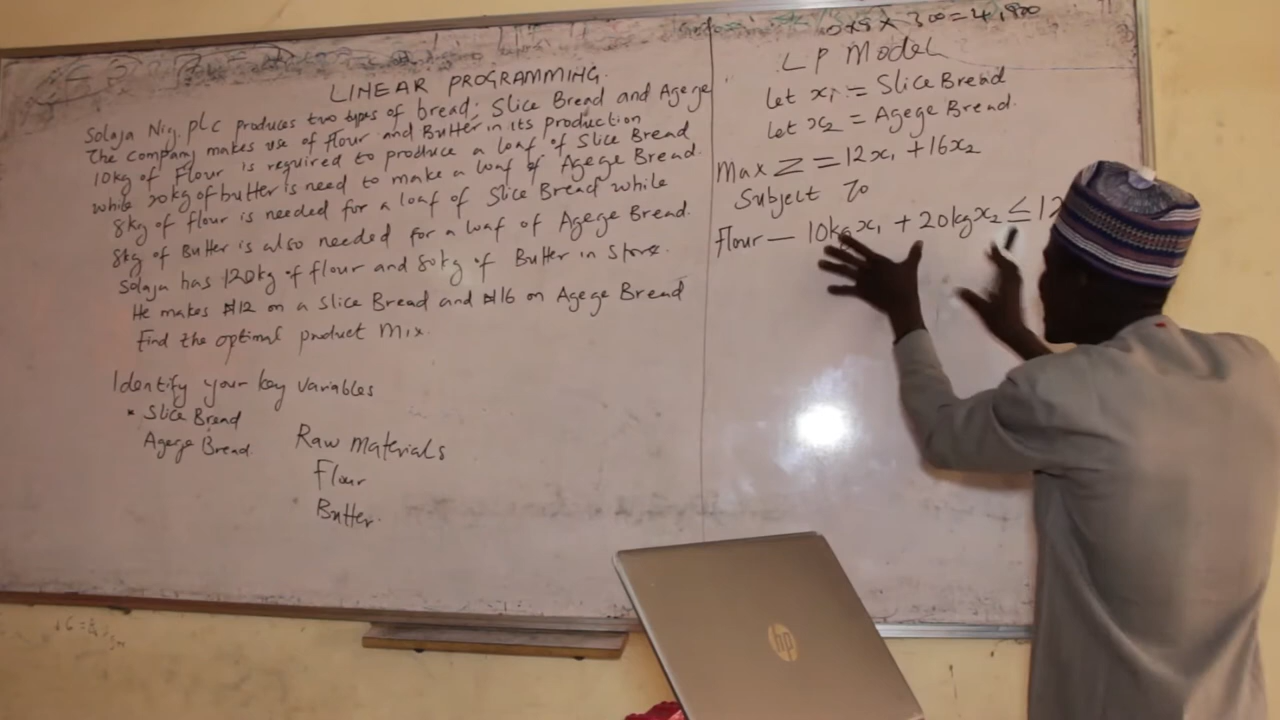 LINEAR PROGRAMMING.
Solaja Nig. PLC produces two types of bread; Slice Bread and Agege
The company makes use of flour and Butter in its production
10kg of Flour is required to produce a loaf of Slice Bread
while 20kg of butter is need to make a loaf of Agege Bread.
8kg of flour is needed for a loaf of Slice Bread while
8kg of Butter is also needed for a loaf of Agege Bread.
Solaja has 120kg of flour and 80kg of Butter in Store.
He makes ₦12 on a Slice Bread and ₦16 on Agege Bread
Find the optimal product Mix.
Identify your key variables
* Slice Bread
Agege Bread
Raw materials
Flour
Butter.
300 = 4,800
LP Model
Let x₁ = Slice Bread
Let x₂ = Agege Bread.
Max Z = 12x₁ + 16x₂
Subject To
Flour — 10kgx₁ + 20kgx₂ ≤ 12
hp